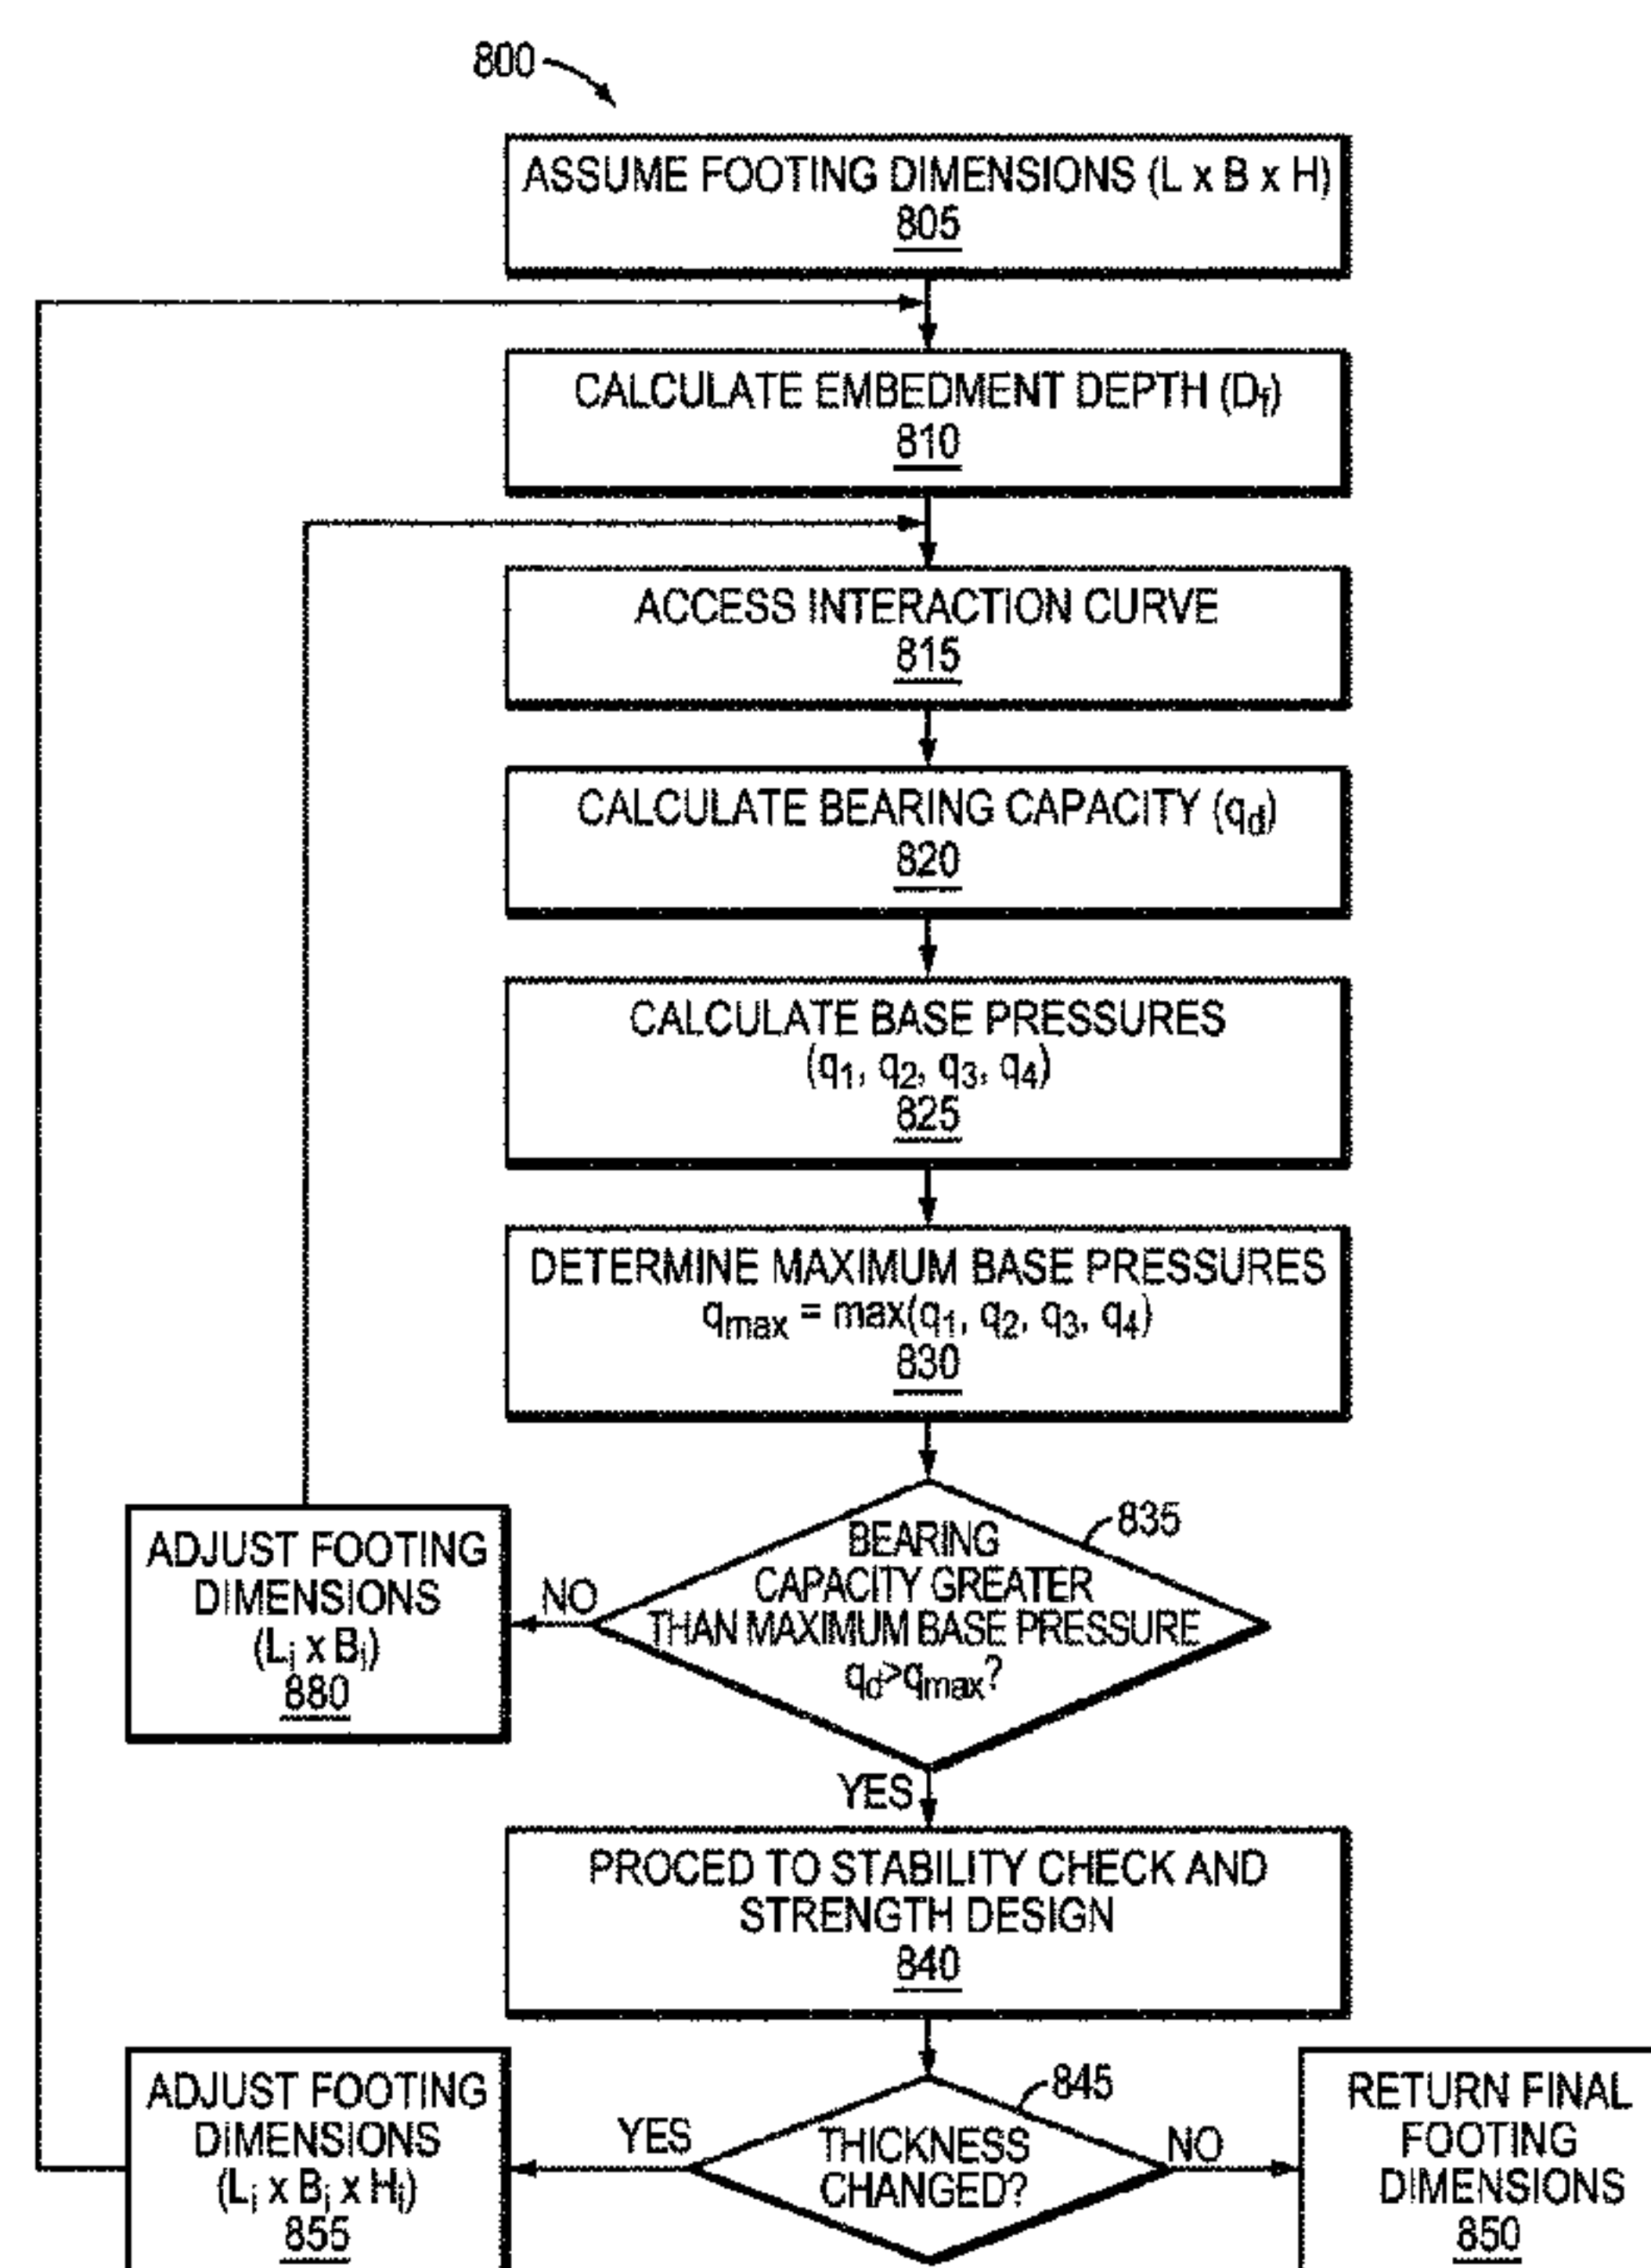 800
ASSUME FOOTING DIMENSIONS (L x B x H)
805
CALCULATE EMBEDMENT DEPTH (Df)
810
ACCESS INTERACTION CURVE
815
CALCULATE BEARING CAPACITY (qd)
820
CALCULATE BASE PRESSURES
(q1, q2, q3, q4)
825
DETERMINE MAXIMUM BASE PRESSURES
qmax = max(q1, q2, q3, q4)
830
835
BEARING
CAPACITY GREATER
THAN MAXIMUM BASE PRESSURE
qd>qmax?
NO
ADJUST FOOTING
DIMENSIONS
(Li x Bi)
880
YES
PROCED TO STABILITY CHECK AND
STRENGTH DESIGN
840
845
THICKNESS
CHANGED?
YES
ADJUST FOOTING
DIMENSIONS
(Li x Bi x Hi)
855
NO
RETURN FINAL
FOOTING
DIMENSIONS
850